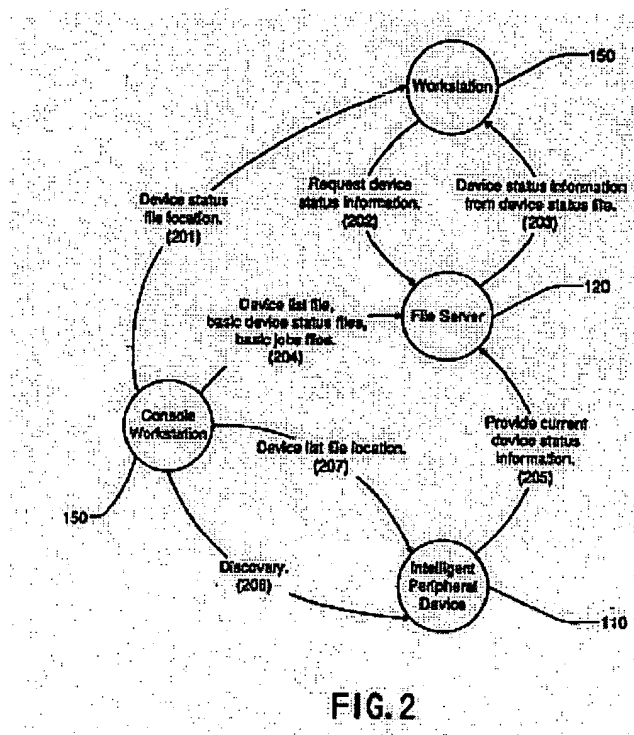 150
Workstation
Device status
file location.
(201)
Request device
status information.
(202)
Device status information
from device status file.
(203)
120
File Server
Device list file,
basic device status files,
basic jobs files.
(204)
Console
Workstation
150
Device list file location.
(207)
Provide current
device status
information.
(205)
Discovery.
(206)
Intelligent
Peripheral
Device
110
FIG. 2